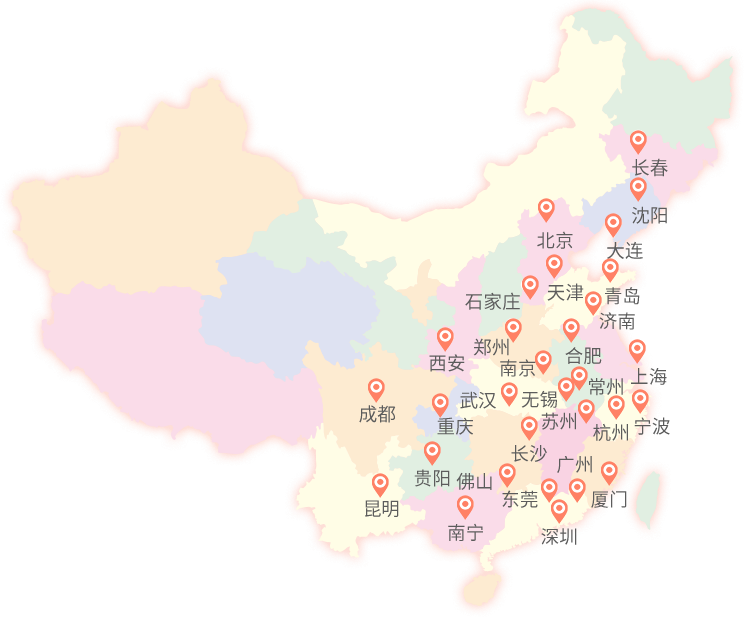 长春
沈阳
北京
大连
天津
青岛
石家庄
济南
郑州
合肥
西安
南京
上海
常州
武汉
无锡
成都
苏州
重庆
杭州
宁波
长沙
广州
贵阳
佛山
东莞
厦门
昆明
南宁
深圳